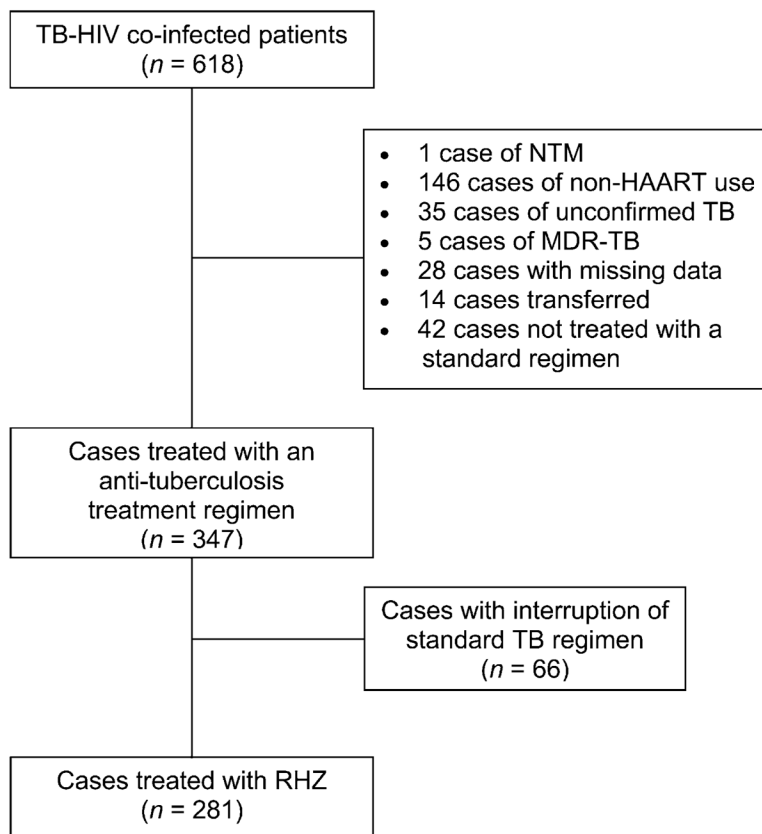 TB-HIV co-infected patients
(n = 618)
• 1 case of NTM
• 146 cases of non-HAART use
• 35 cases of unconfirmed TB
• 5 cases of MDR-TB
• 28 cases with missing data
• 14 cases transferred
• 42 cases not treated with a
standard regimen
Cases treated with an
anti-tuberculosis
treatment regimen
(n = 347)
Cases with interruption of
standard TB regimen
(n = 66)
Cases treated with RHZ
(n = 281)